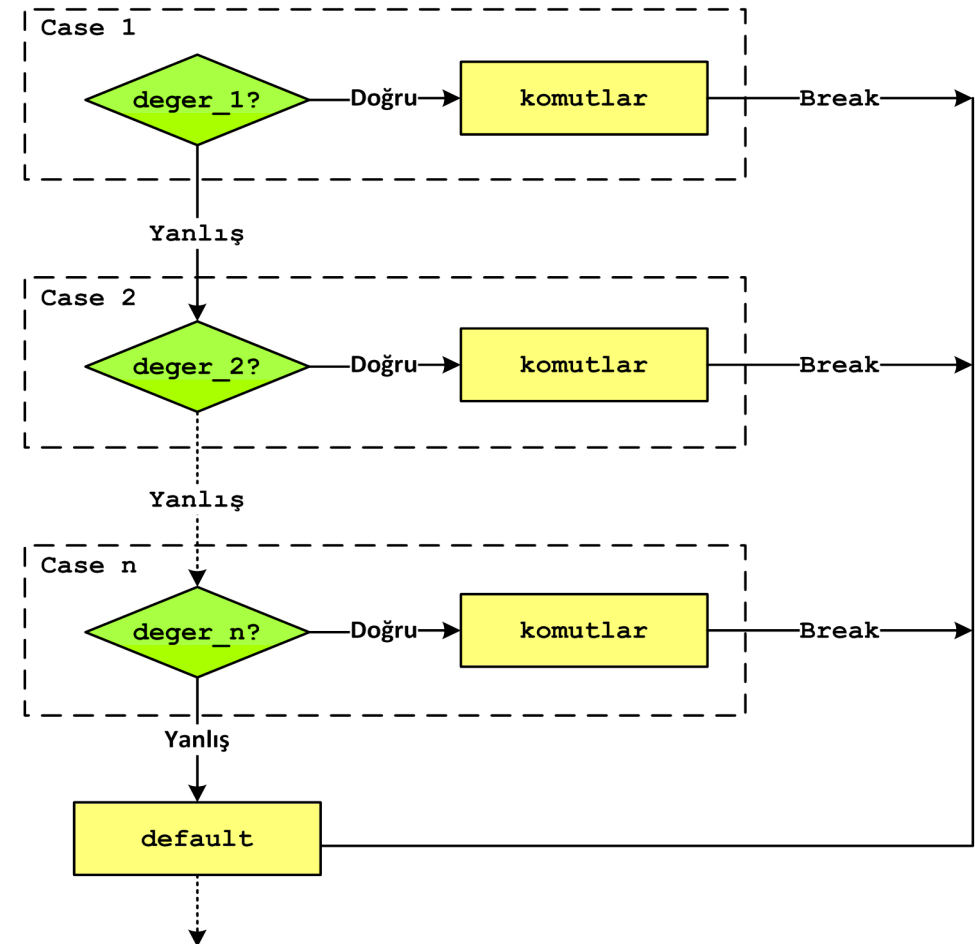 Case 1
deger_1?
Doğru
komutlar
Break
Yanlış
Case 2
deger_2?
Doğru
komutlar
Break
Yanlış
Case n
deger_n?
Doğru
komutlar
Break
Yanlış
default